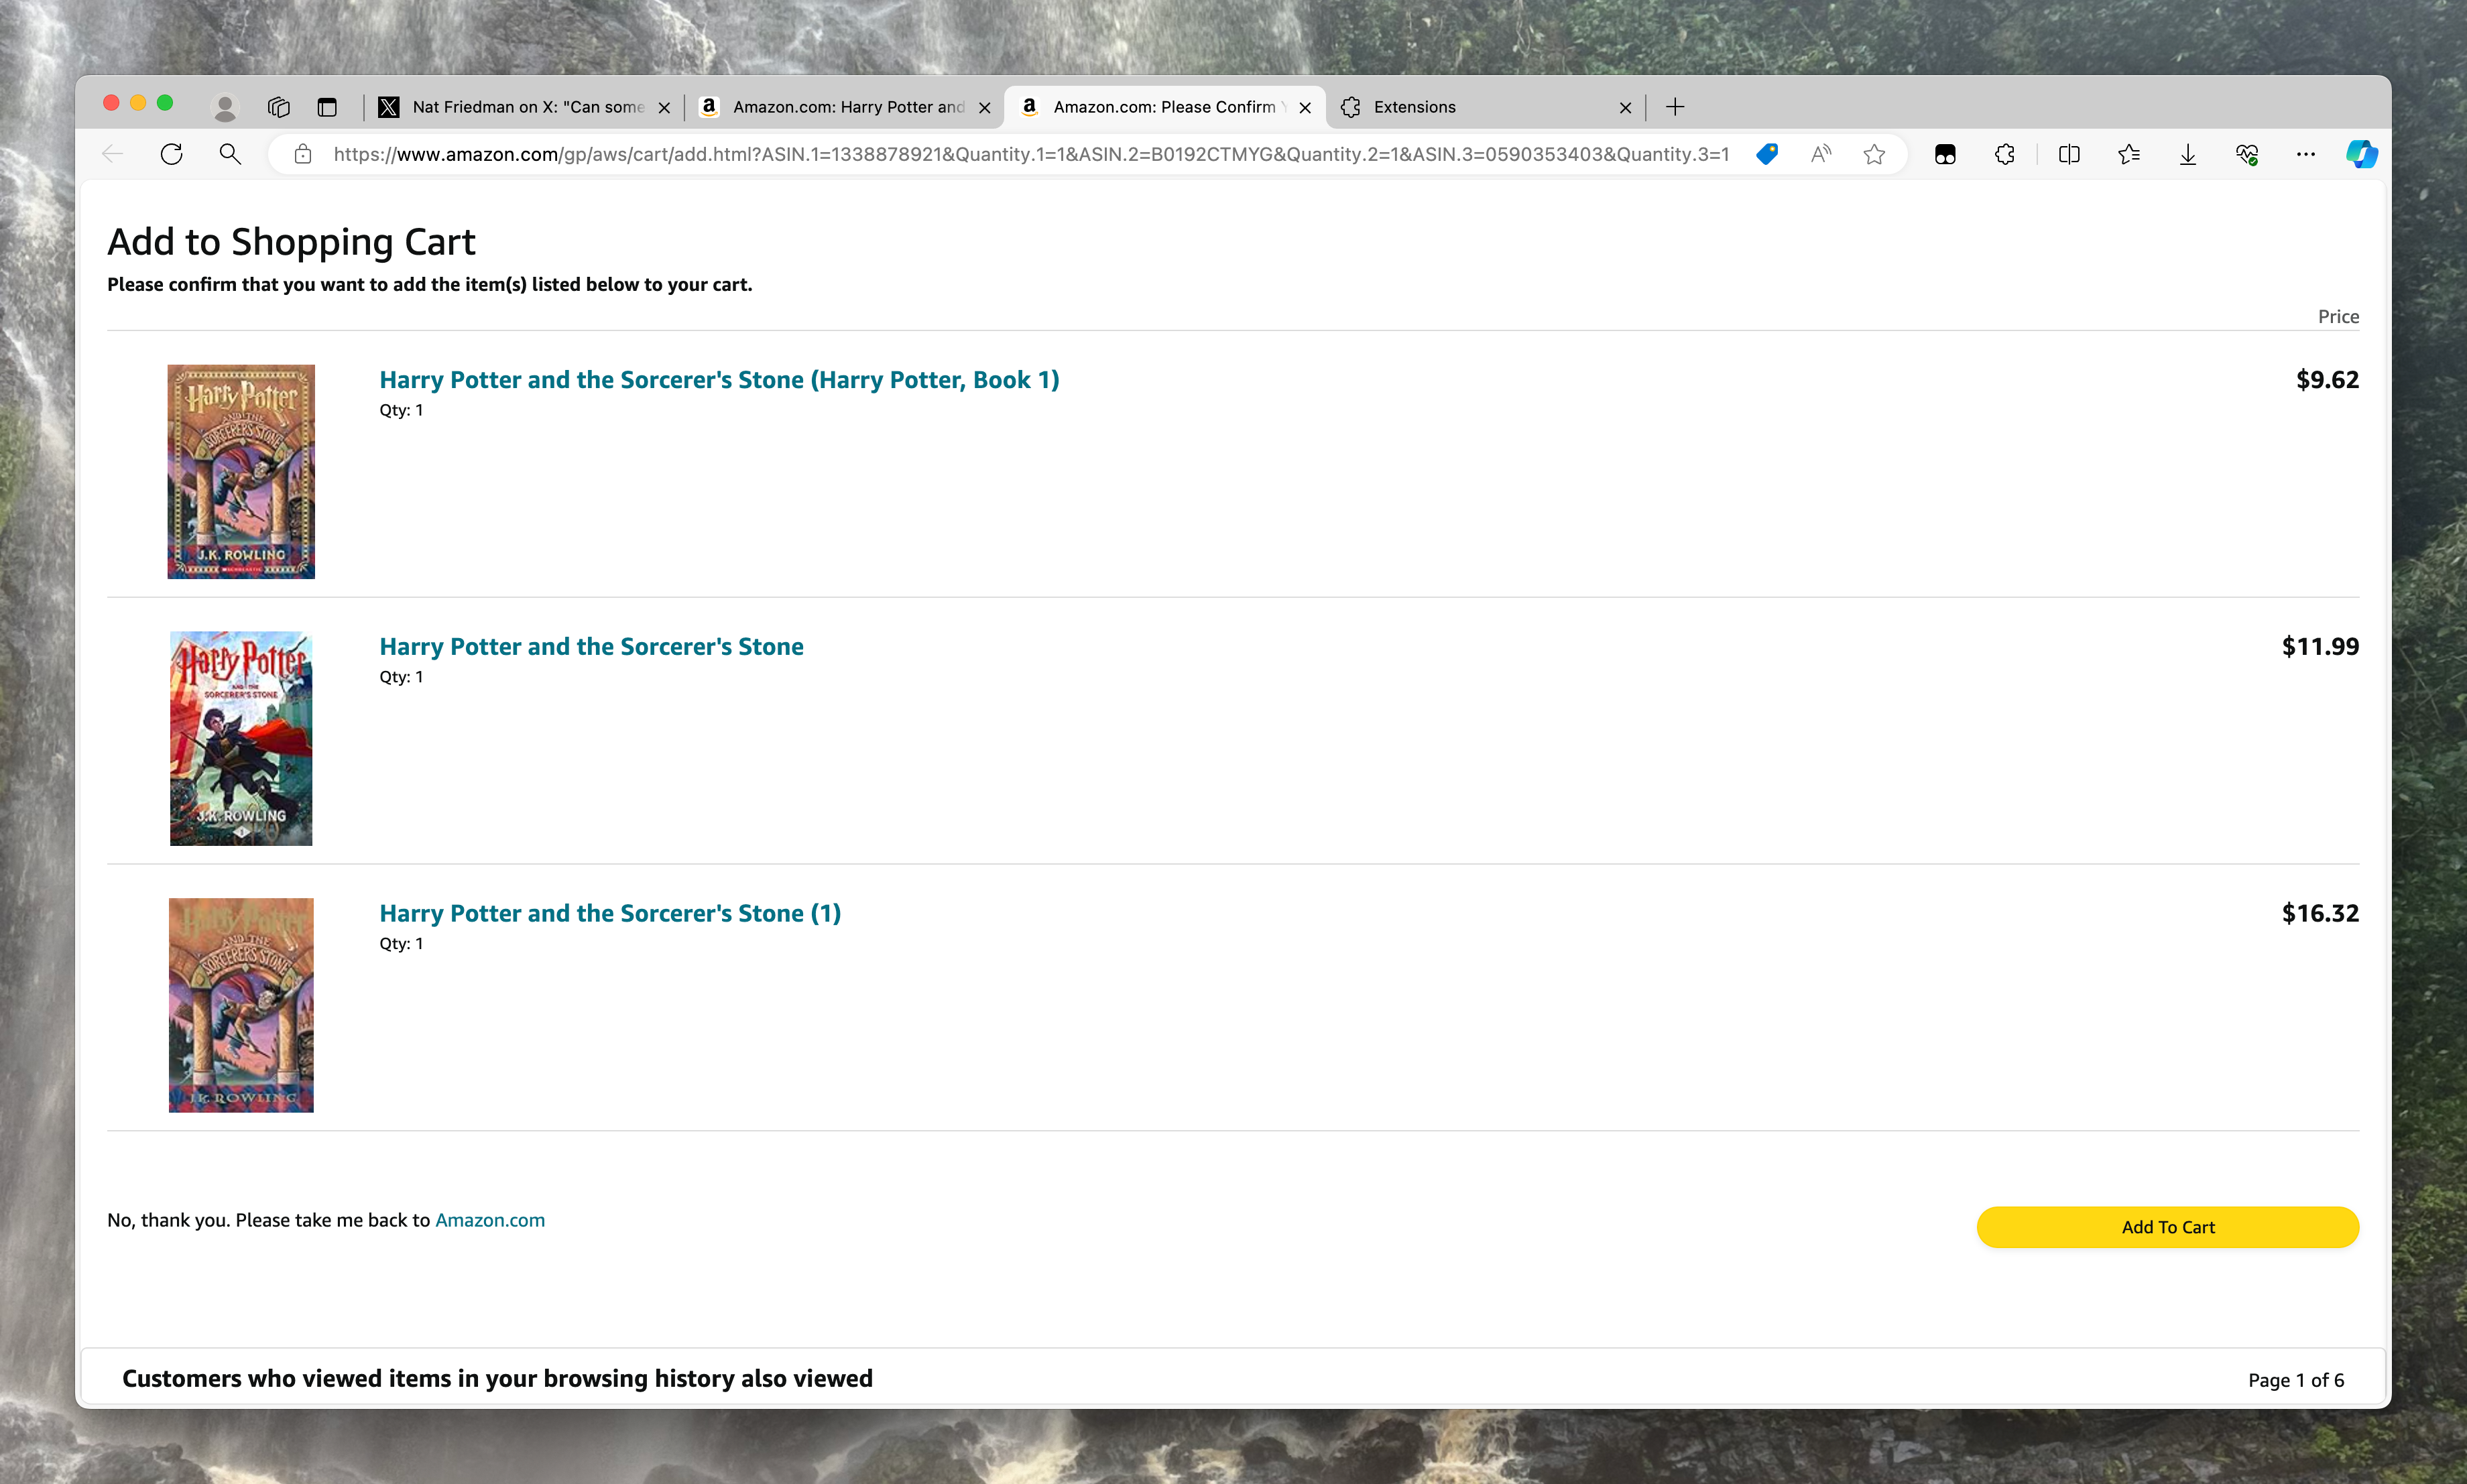 Nat Friedman on X: "Can some
Amazon.com: Harry Potter and
Amazon.com: Please Confirm Y
Extensions
https://www.amazon.com/gp/aws/cart/add.html?ASIN.1=1338878921&Quantity.1=1&ASIN.2=B0192CTMYG&Quantity.2=1&ASIN.3=0590353403&Quantity.3=1
Add to Shopping Cart
Please confirm that you want to add the item(s) listed below to your cart.
Price
Harry Potter and the Sorcerer's Stone (Harry Potter, Book 1)
$9.62
Qty: 1
Harry Potter
AND THE
SORCERER'S STONE
J.K. ROWLING
SCHOLASTIC
Harry Potter and the Sorcerer's Stone
$11.99
Qty: 1
Harry Potter
AND THE
SORCERER'S STONE
J.K. ROWLING
1
Harry Potter and the Sorcerer's Stone (1)
$16.32
Qty: 1
Harry Potter
AND THE
SORCERER'S STONE
J.K. ROWLING
No, thank you. Please take me back to Amazon.com
Add To Cart
Customers who viewed items in your browsing history also viewed
Page 1 of 6